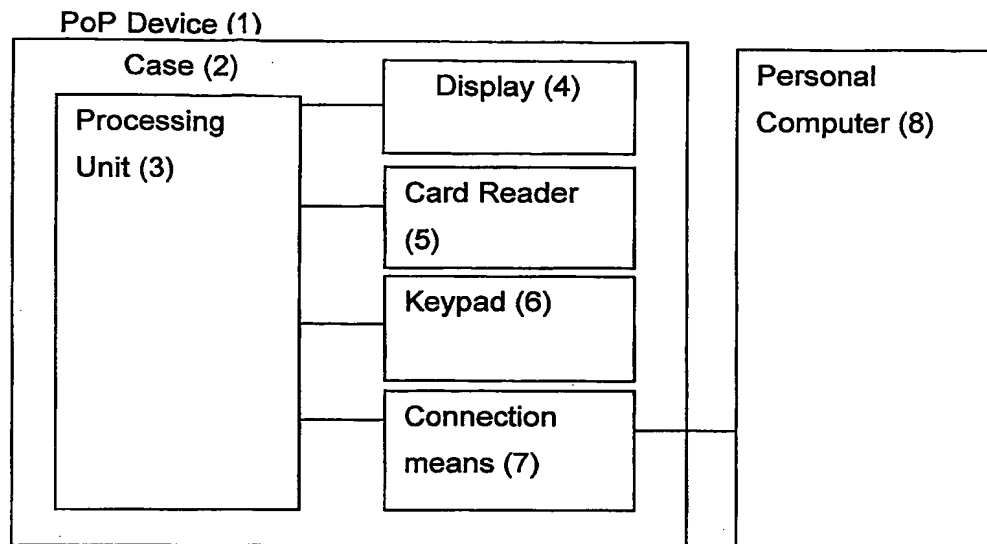 PoP Device (1)
Case (2)
Processing
Unit (3)
Display (4)
Card Reader
(5)
Keypad (6)
Connection
means (7)
Personal
Computer (8)